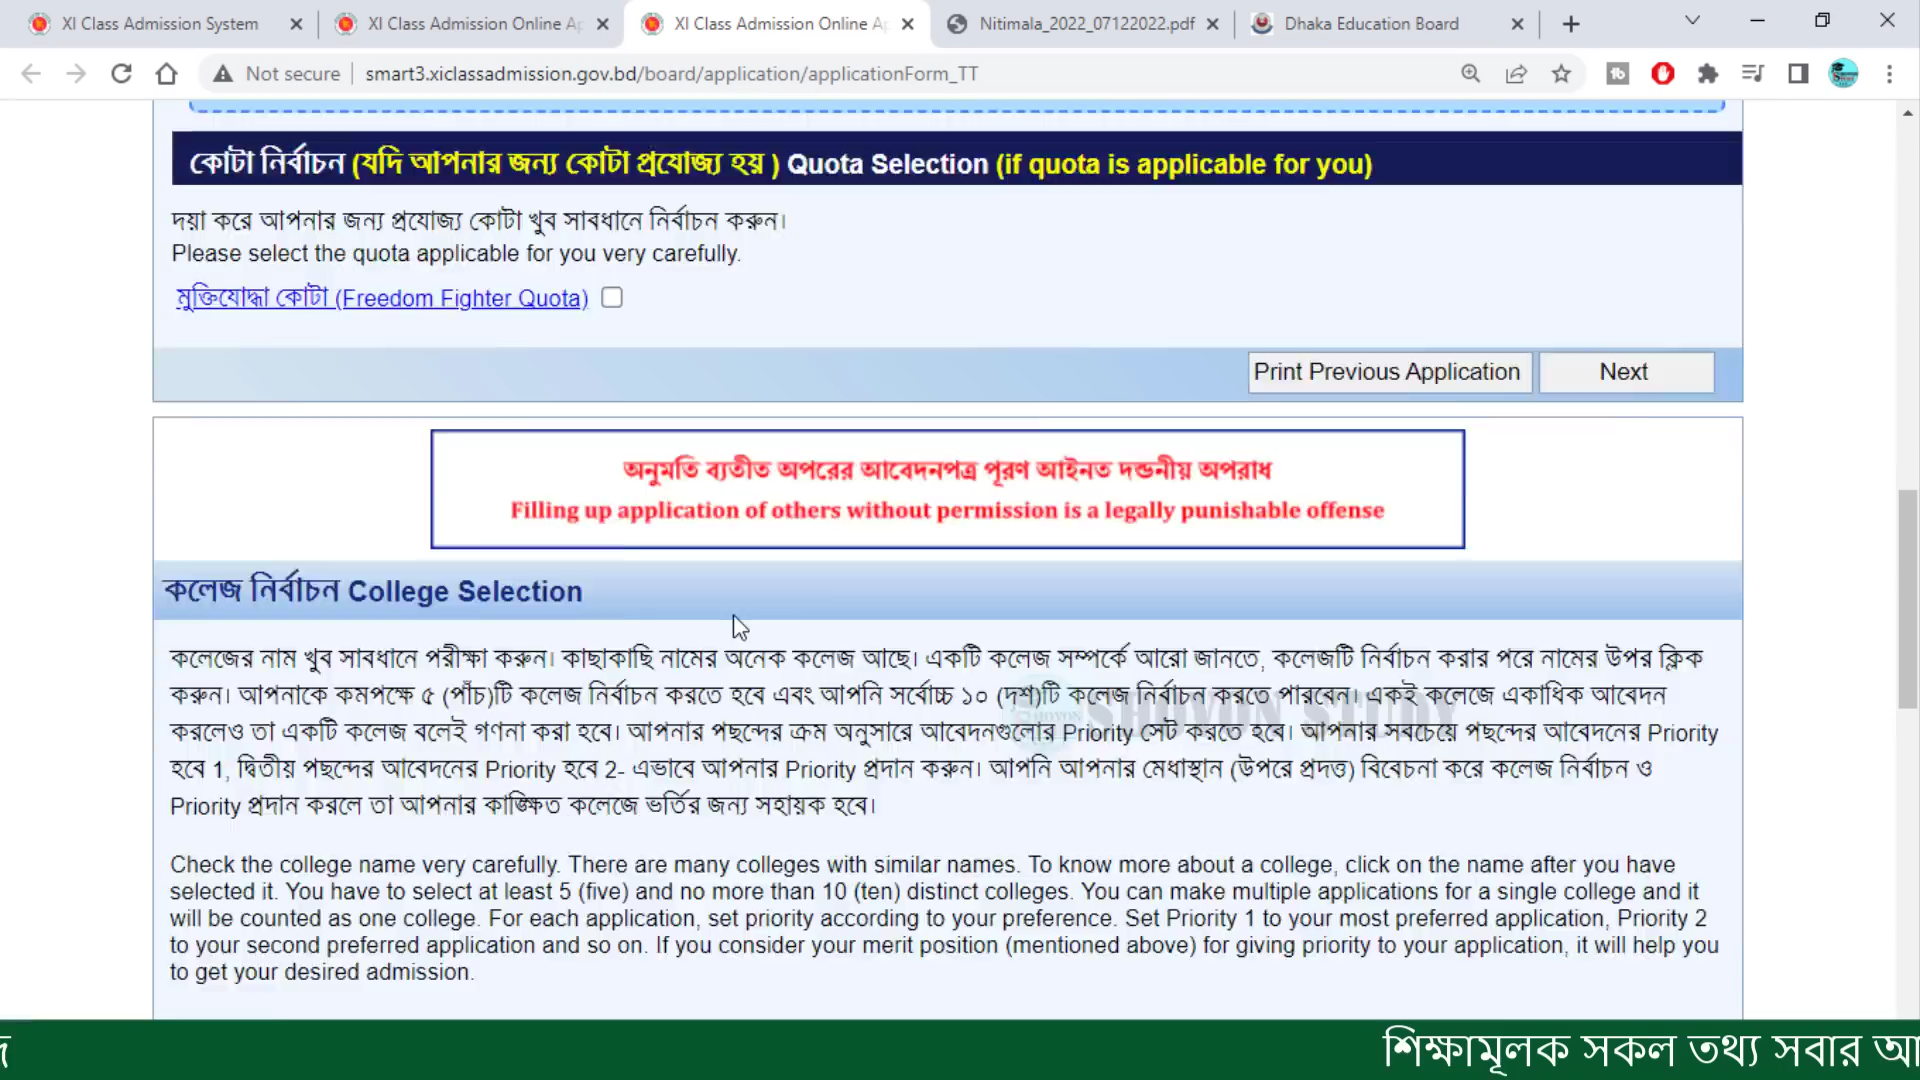 XI Class Admission System
XI Class Admission Online Ap
XI Class Admission Online Ap
Nitimala_2022_07122022.pdf
Dhaka Education Board
Not secure
smart3.xiclassadmission.gov.bd/board/application/applicationForm_TT
কোটা নির্বাচন (যদি আপনার জন্য কোটা প্রযোজ্য হয় ) Quota Selection (if quota is applicable for you)
দয়া করে আপনার জন্য প্রযোজ্য কোটা খুব সাবধানে নির্বাচন করুন।
Please select the quota applicable for you very carefully.
মুক্তিযোদ্ধা কোটা (Freedom Fighter Quota)
Print Previous Application
Next
অনুমতি ব্যতীত অপরের আবেদনপত্র পূরণ আইনত দন্ডনীয় অপরাধ
Filling up application of others without permission is a legally punishable offense
কলেজ নির্বাচন College Selection
কলেজের নাম খুব সাবধানে পরীক্ষা করুন। কাছাকাছি নামের অনেক কলেজ আছে। একটি কলেজ সম্পর্কে আরো জানতে, কলেজটি নির্বাচন করার পরে নামের উপর ক্লিক
করুন। আপনাকে কমপক্ষে ৫ (পাঁচ)টি কলেজ নির্বাচন করতে হবে এবং আপনি সর্বোচ্চ ১০ (দশ)টি কলেজ নির্বাচন করতে পারবেন। একই কলেজে একাধিক আবেদন
SHOVON STUDY
করলেও তা একটি কলেজ বলেই গণনা করা হবে। আপনার পছন্দের ক্রম অনুসারে আবেদনগুলোর Priority সেট করতে হবে। আপনার সবচেয়ে পছন্দের আবেদনের Priority
হবে 1, দ্বিতীয় পছন্দের আবেদনের Priority হবে 2- এভাবে আপনার Priority প্রদান করুন। আপনি আপনার মেধাস্থান (উপরে প্রদত্ত) বিবেচনা করে কলেজ নির্বাচন ও
Priority প্রদান করলে তা আপনার কাঙ্ক্ষিত কলেজে ভর্তির জন্য সহায়ক হবে।
Check the college name very carefully. There are many colleges with similar names. To know more about a college, click on the name after you have
selected it. You have to select at least 5 (five) and no more than 10 (ten) distinct colleges. You can make multiple applications for a single college and it
will be counted as one college. For each application, set priority according to your preference. Set Priority 1 to your most preferred application, Priority 2
to your second preferred application and so on. If you consider your merit position (mentioned above) for giving priority to your application, it will help you
to get your desired admission.
শিক্ষামূলক সকল তথ্য সবার আ